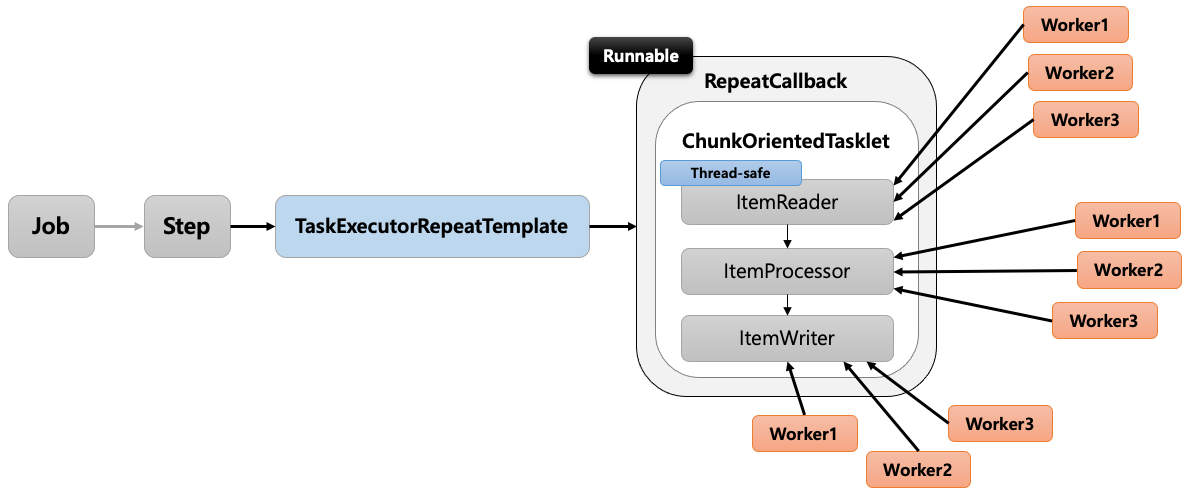 Runnable
Worker1
Worker2
Worker3
RepeatCallback
ChunkOrientedTasklet
Thread-safe
ItemReader
Job
Step
TaskExecutorRepeatTemplate
ItemProcessor
Worker1
Worker2
Worker3
ItemWriter
Worker1
Worker2
Worker3